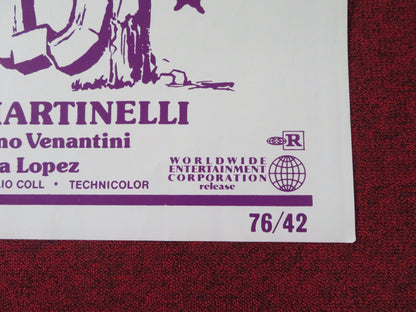 MARTINELLI
no Venantini
a Lopez
IO COLL • TECHNICOLOR
R
WORLDWIDE
ENTERTAINMENT
CORPORATION
release
76/42